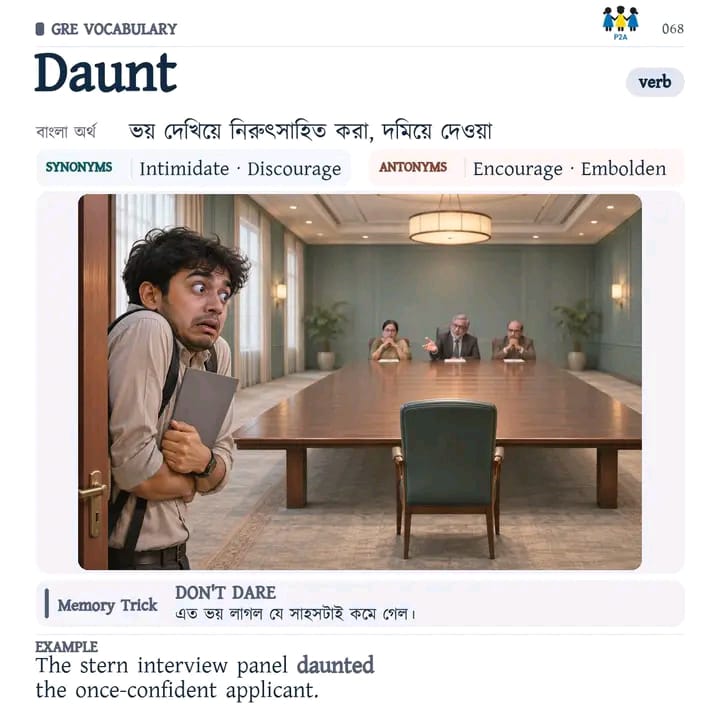 GRE VOCABULARY
P2A
068
Daunt
verb
বাংলা অর্থ ভয় দেখিয়ে নিরুৎসাহিত করা, দমিয়ে দেওয়া
SYNONYMS Intimidate · Discourage ANTONYMS Encourage · Embolden
Memory Trick
DON'T DARE
এত ভয় লাগল যে সাহসটাই কমে গেল।
EXAMPLE
The stern interview panel daunted
the once-confident applicant.